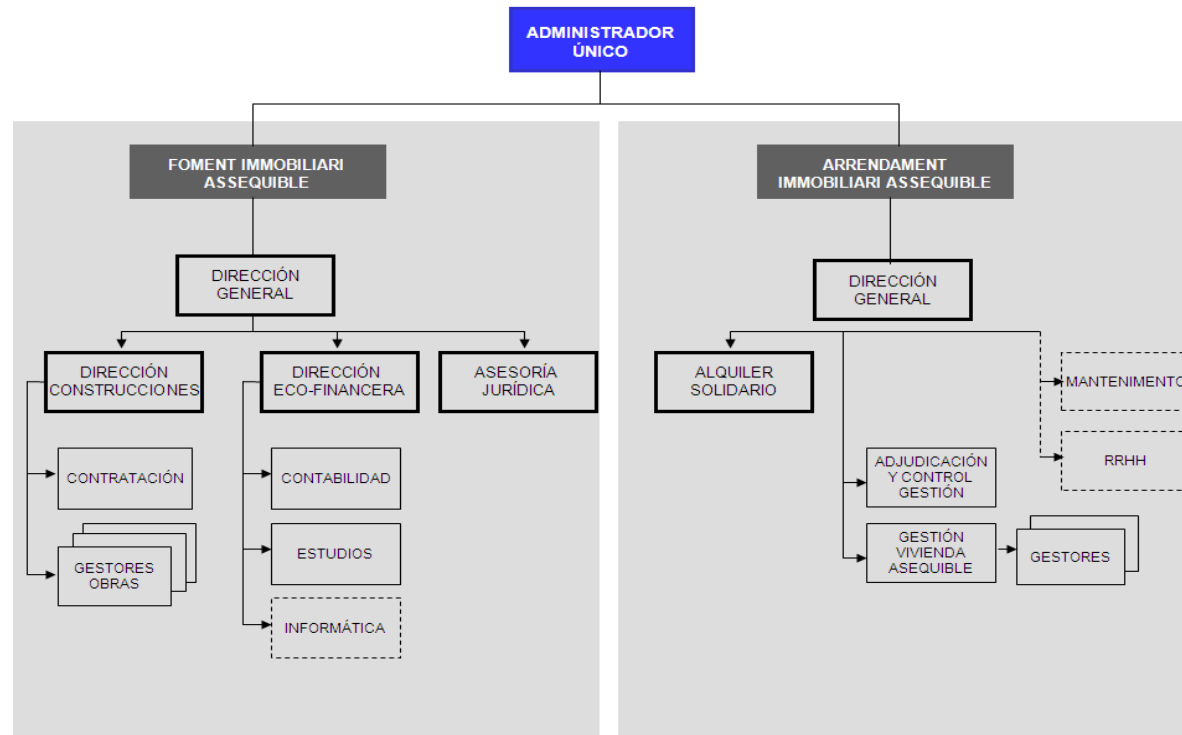 ADMINISTRADOR
ÚNICO
FOMENT IMMOBILIARI
ASSEQUIBLE
DIRECCIÓN
GENERAL
DIRECCIÓN
CONSTRUCCIONES
DIRECCIÓN
ECO-FINANCERA
ASESORÍA
JURÍDICA
CONTRATACIÓN
GESTORES
OBRAS
CONTABILIDAD
ESTUDIOS
INFORMÁTICA
ARRENDAMENT
IMMOBILIARI ASSEQUIBLE
DIRECCIÓN
GENERAL
ALQUILER
SOLIDARIO
ADJUDICACIÓN
Y CONTROL
GESTIÓN
GESTIÓN
VIVIENDA
ASEQUIBLE
GESTORES
MANTENIMENTO
RRHH